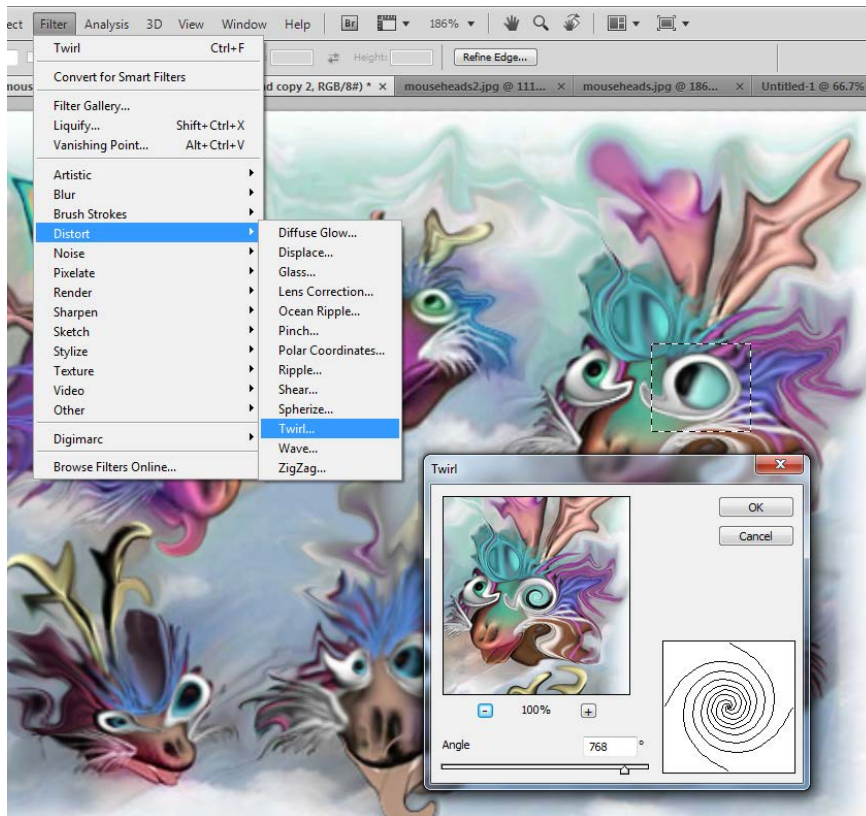 ect Filter Analysis 3D View Window Help Br 186%
Height: Refine Edge...
mous d copy 2, RGB/8#) * × mouseheads2.jpg @ 111... × mouseheads.jpg @ 186... × Untitled-1 @ 66.7%
Twirl Ctrl+F
Convert for Smart Filters
Filter Gallery...
Liquify... Shift+Ctrl+X
Vanishing Point... Alt+Ctrl+V
Artistic
Blur
Brush Strokes
Distort
Noise
Pixelate
Render
Sharpen
Sketch
Stylize
Texture
Video
Other
Digimarc
Browse Filters Online...
Diffuse Glow...
Displace...
Glass...
Lens Correction...
Ocean Ripple...
Pinch...
Polar Coordinates...
Ripple...
Shear...
Spherize...
Twirl...
Wave...
ZigZag...
Twirl
OK
Cancel
- 100% +
Angle 768 °